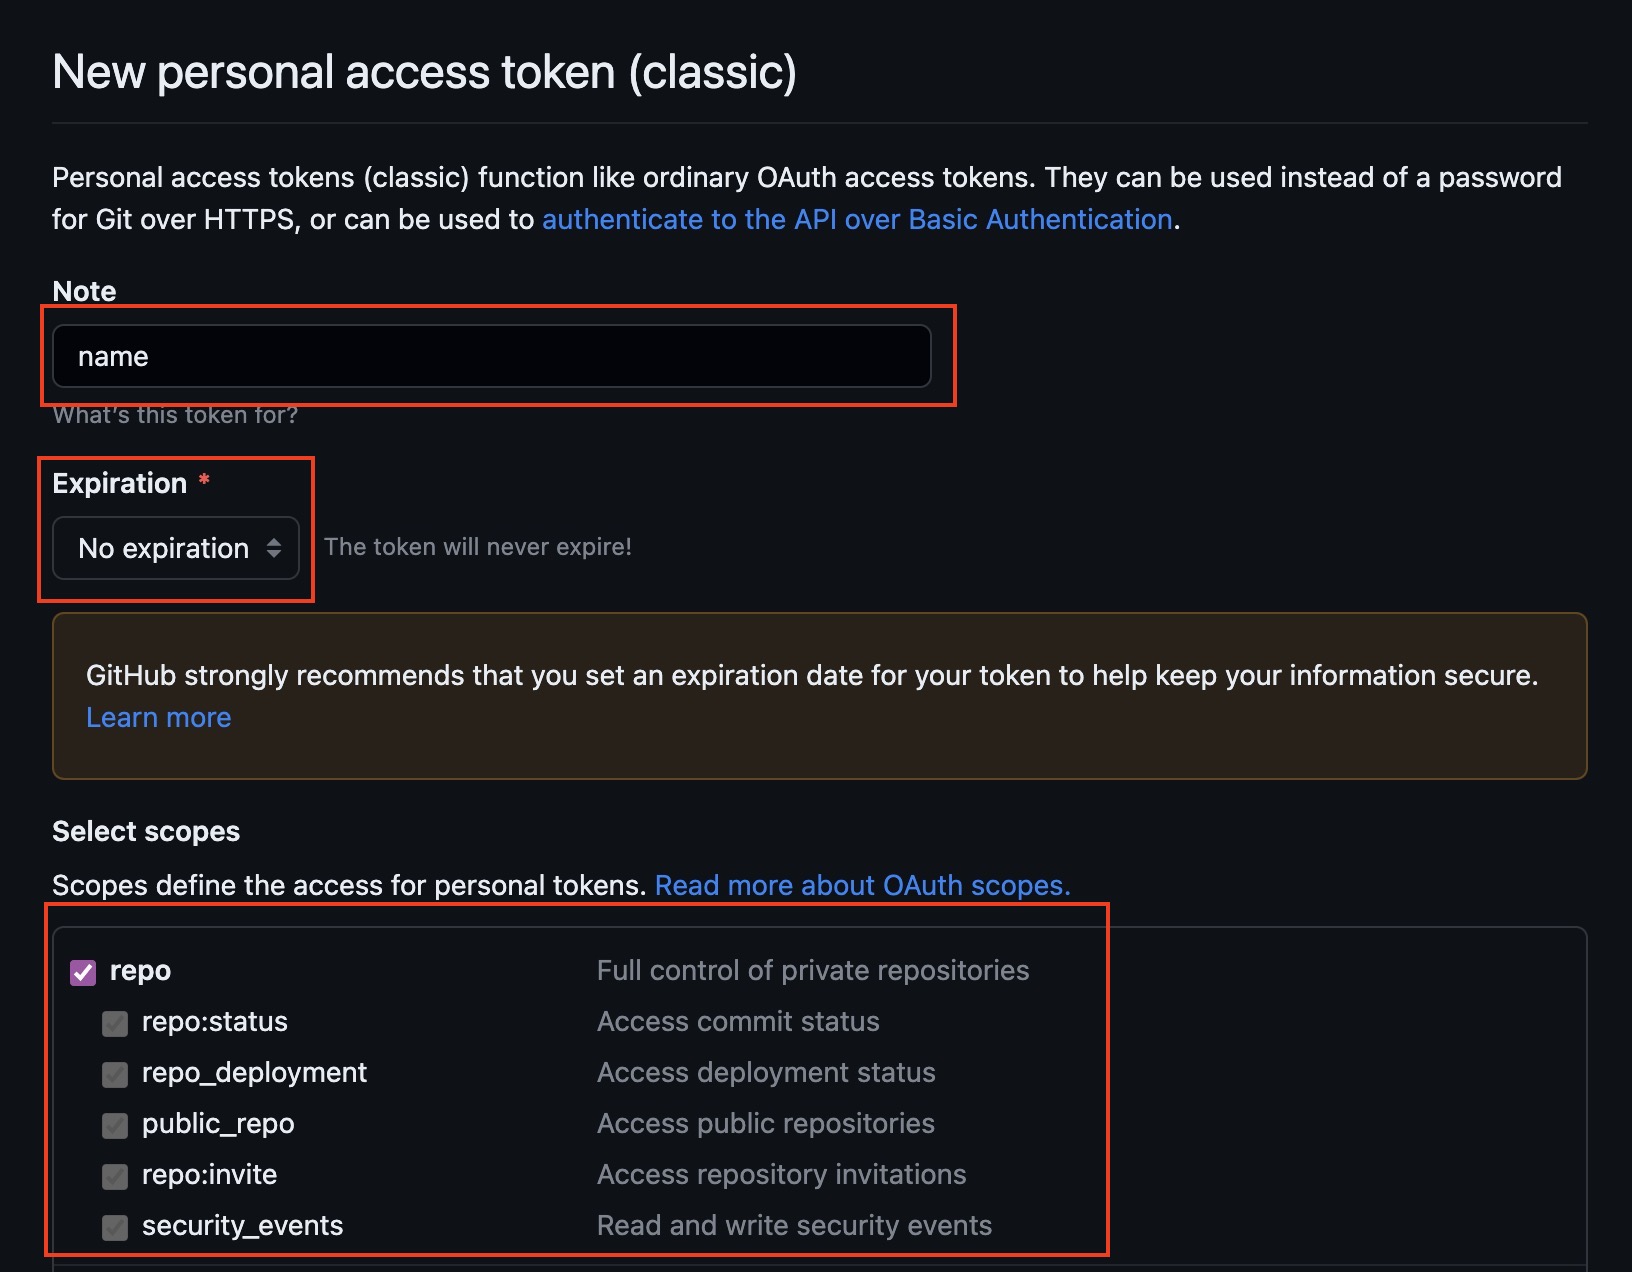 New personal access token (classic)
Personal access tokens (classic) function like ordinary OAuth access tokens. They can be used instead of a password
for Git over HTTPS, or can be used to authenticate to the API over Basic Authentication.
Note
name
What's this token for?
Expiration *
No expiration The token will never expire!
GitHub strongly recommends that you set an expiration date for your token to help keep your information secure.
Learn more
Select scopes
Scopes define the access for personal tokens. Read more about OAuth scopes.
repo Full control of private repositories
repo:status Access commit status
repo_deployment Access deployment status
public_repo Access public repositories
repo:invite Access repository invitations
security_events Read and write security events